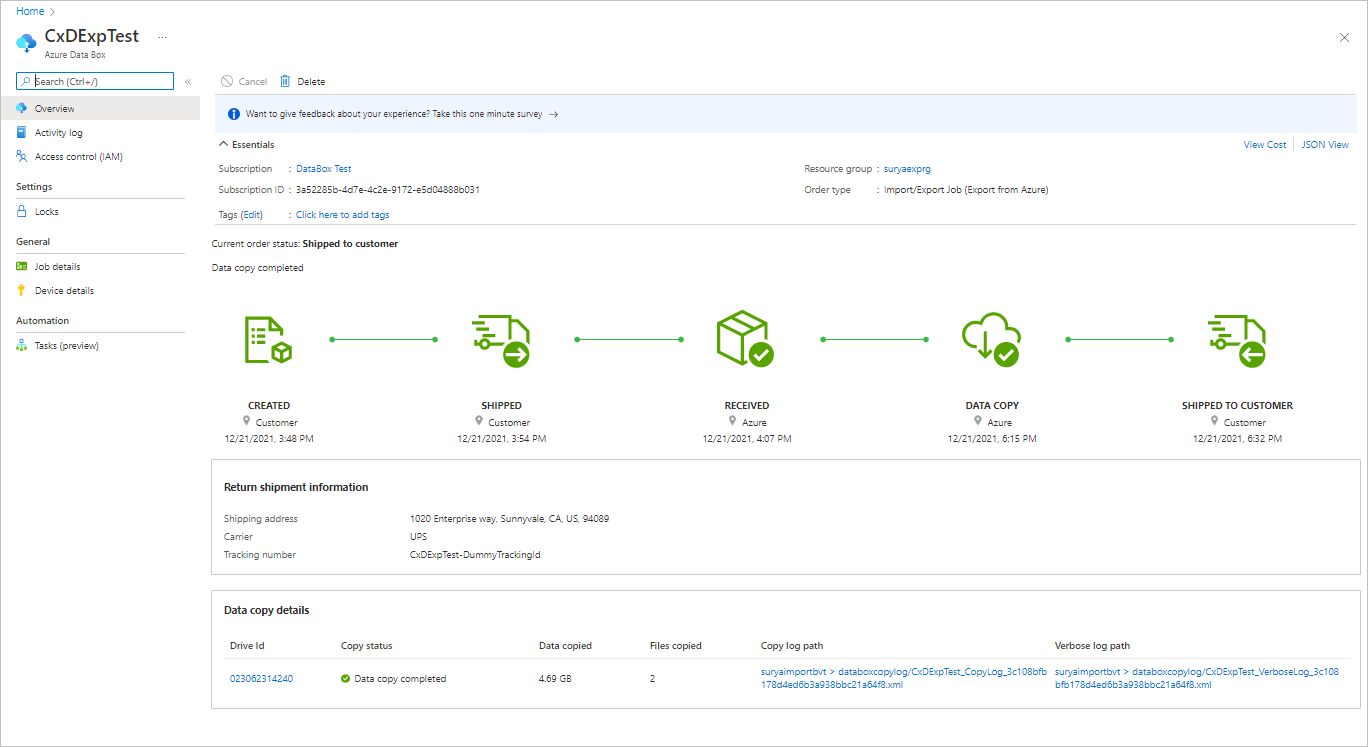 Home >
CxDExpTest ...
Azure Data Box
Search (Ctrl+/) «
Overview
Activity log
Access control (IAM)
Settings
Locks
General
Job details
Device details
Automation
Tasks (preview)
Cancel Delete
Want to give feedback about your experience? Take this one minute survey →
Essentials View Cost JSON View
Subscription : DataBox Test Resource group : suryaexprg
Subscription ID : 3a52285b-4d7e-4c2e-9172-e5d04888b031 Order type : Import/Export Job (Export from Azure)
Tags (Edit) : Click here to add tags
Current order status: Shipped to customer
Data copy completed
CREATED SHIPPED RECEIVED DATA COPY SHIPPED TO CUSTOMER
Customer Customer Azure Azure Customer
12/21/2021, 3:48 PM 12/21/2021, 3:54 PM 12/21/2021, 4:07 PM 12/21/2021, 6:15 PM 12/21/2021, 6:32 PM
Return shipment information
Shipping address 1020 Enterprise way, Sunnyvale, CA, US, 94089
Carrier UPS
Tracking number CxDExpTest-DummyTrackingId
Data copy details
Drive Id Copy status Data copied Files copied Copy log path Verbose log path
023062314240 Data copy completed 4.69 GB 2 suryaimportbvt > databoxcopylog/CxDExpTest_CopyLog_3c108bfb suryaimportbvt > databoxcopylog/CxDExpTest_VerboseLog_3c108
178d4ed6b3a938bbc21a64f8.xml bfb178d4ed6b3a938bbc21a64f8.xml